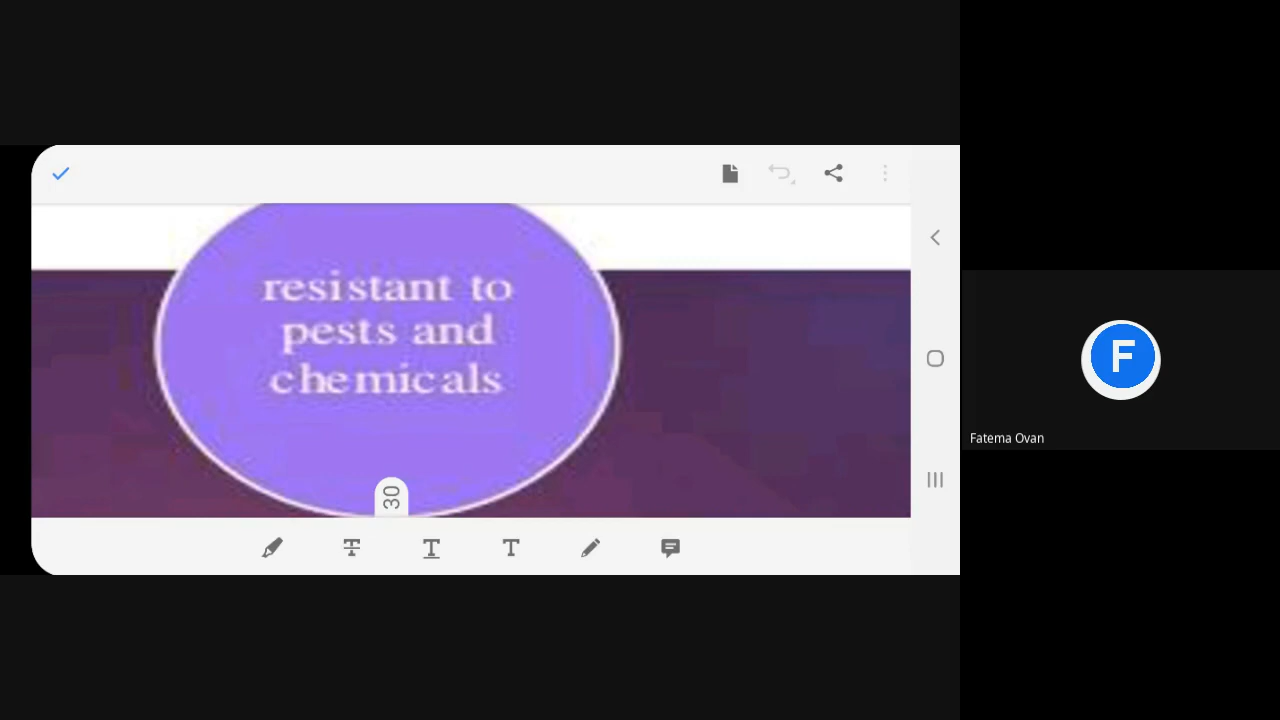 resistant to
pests and
chemicals
30
F
Fatema Ovan